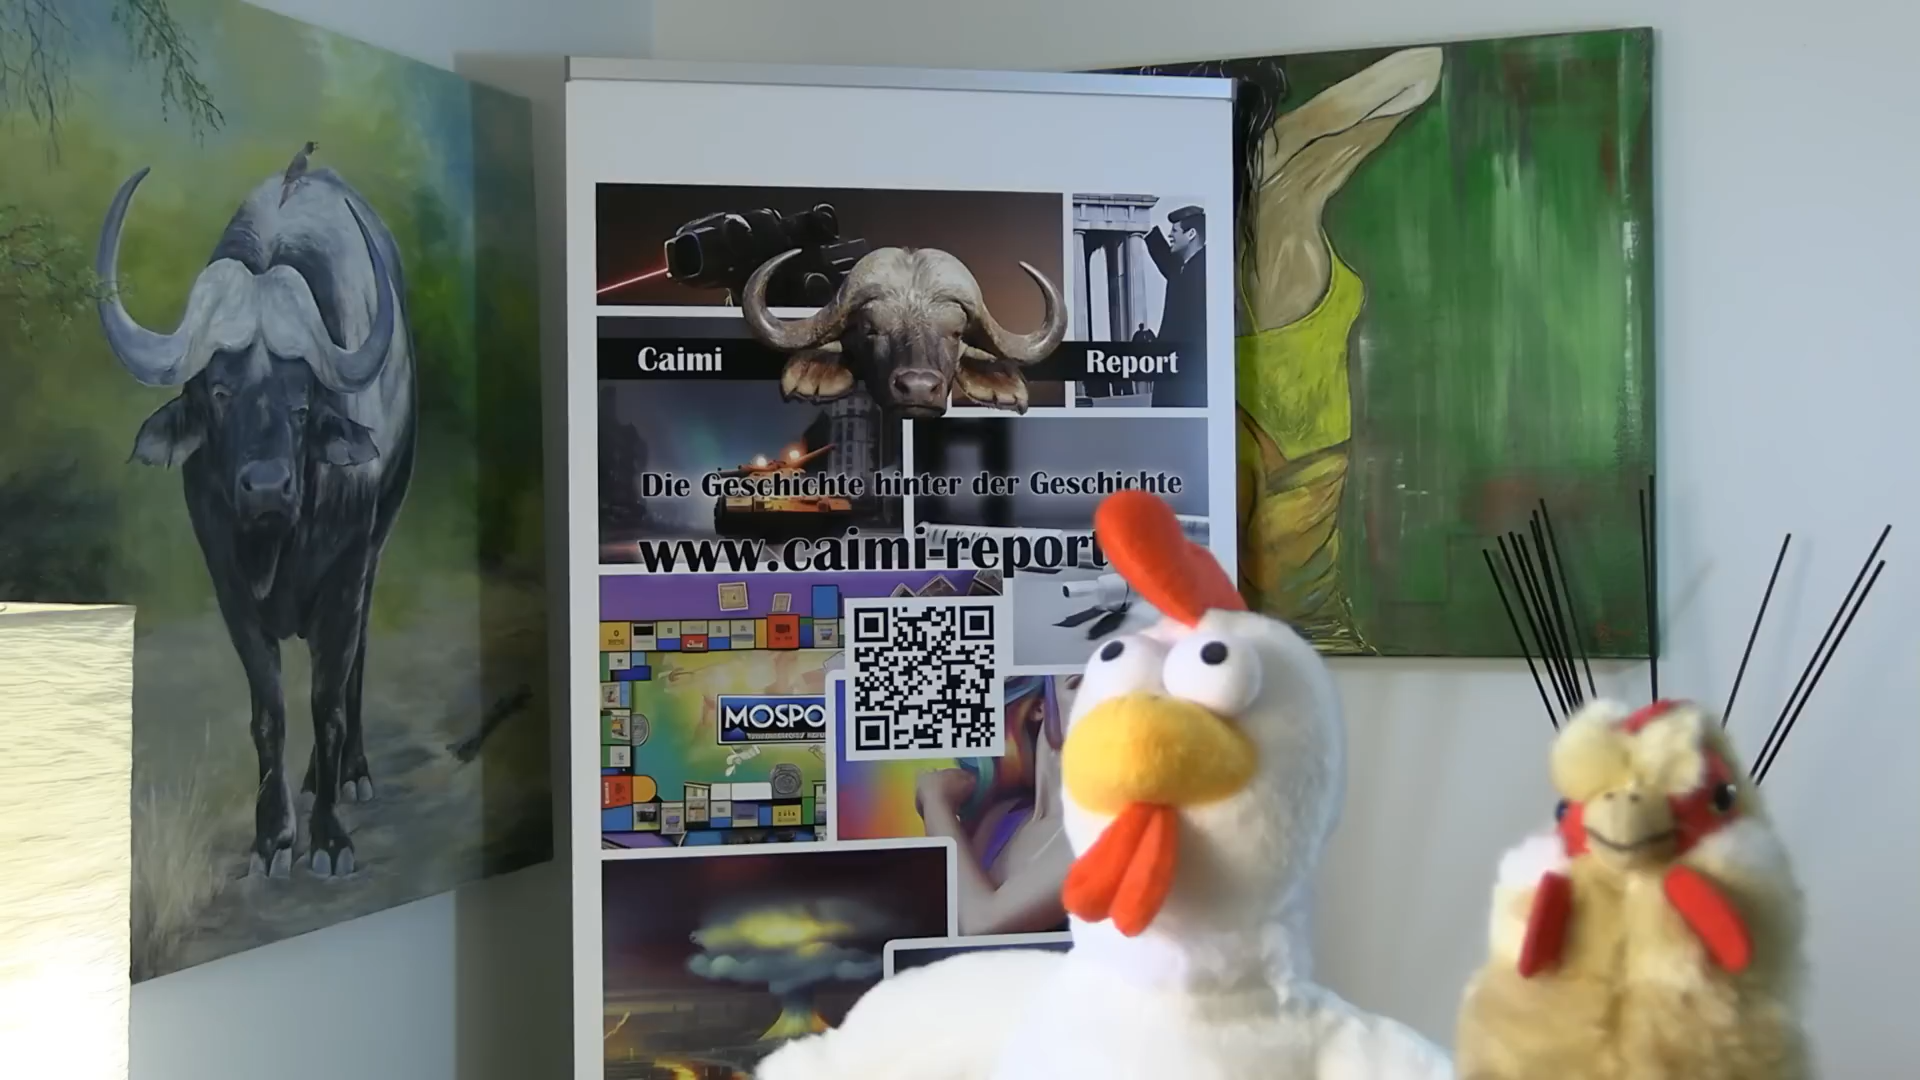 Caimi Report
Die Geschichte hinter der Geschichte
www.caimi-report
MOSPO